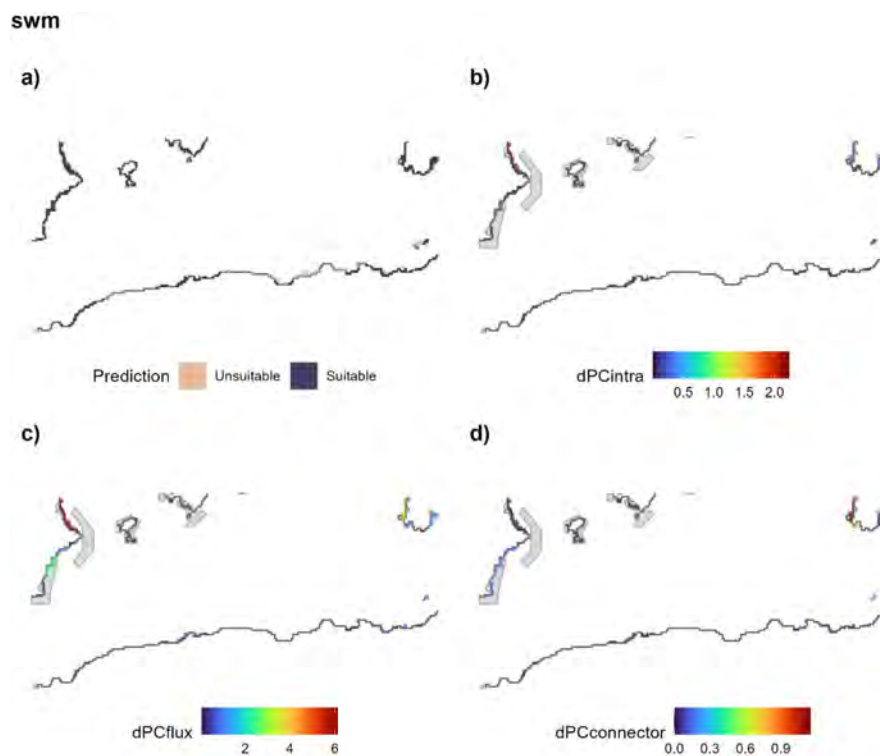 swm
a)
b)
Prediction Unsuitable Suitable
dPCintra
0.5 1.0 1.5 2.0
c)
d)
dPCflux
2 4 6
dPCconnector
0.0 0.3 0.6 0.9